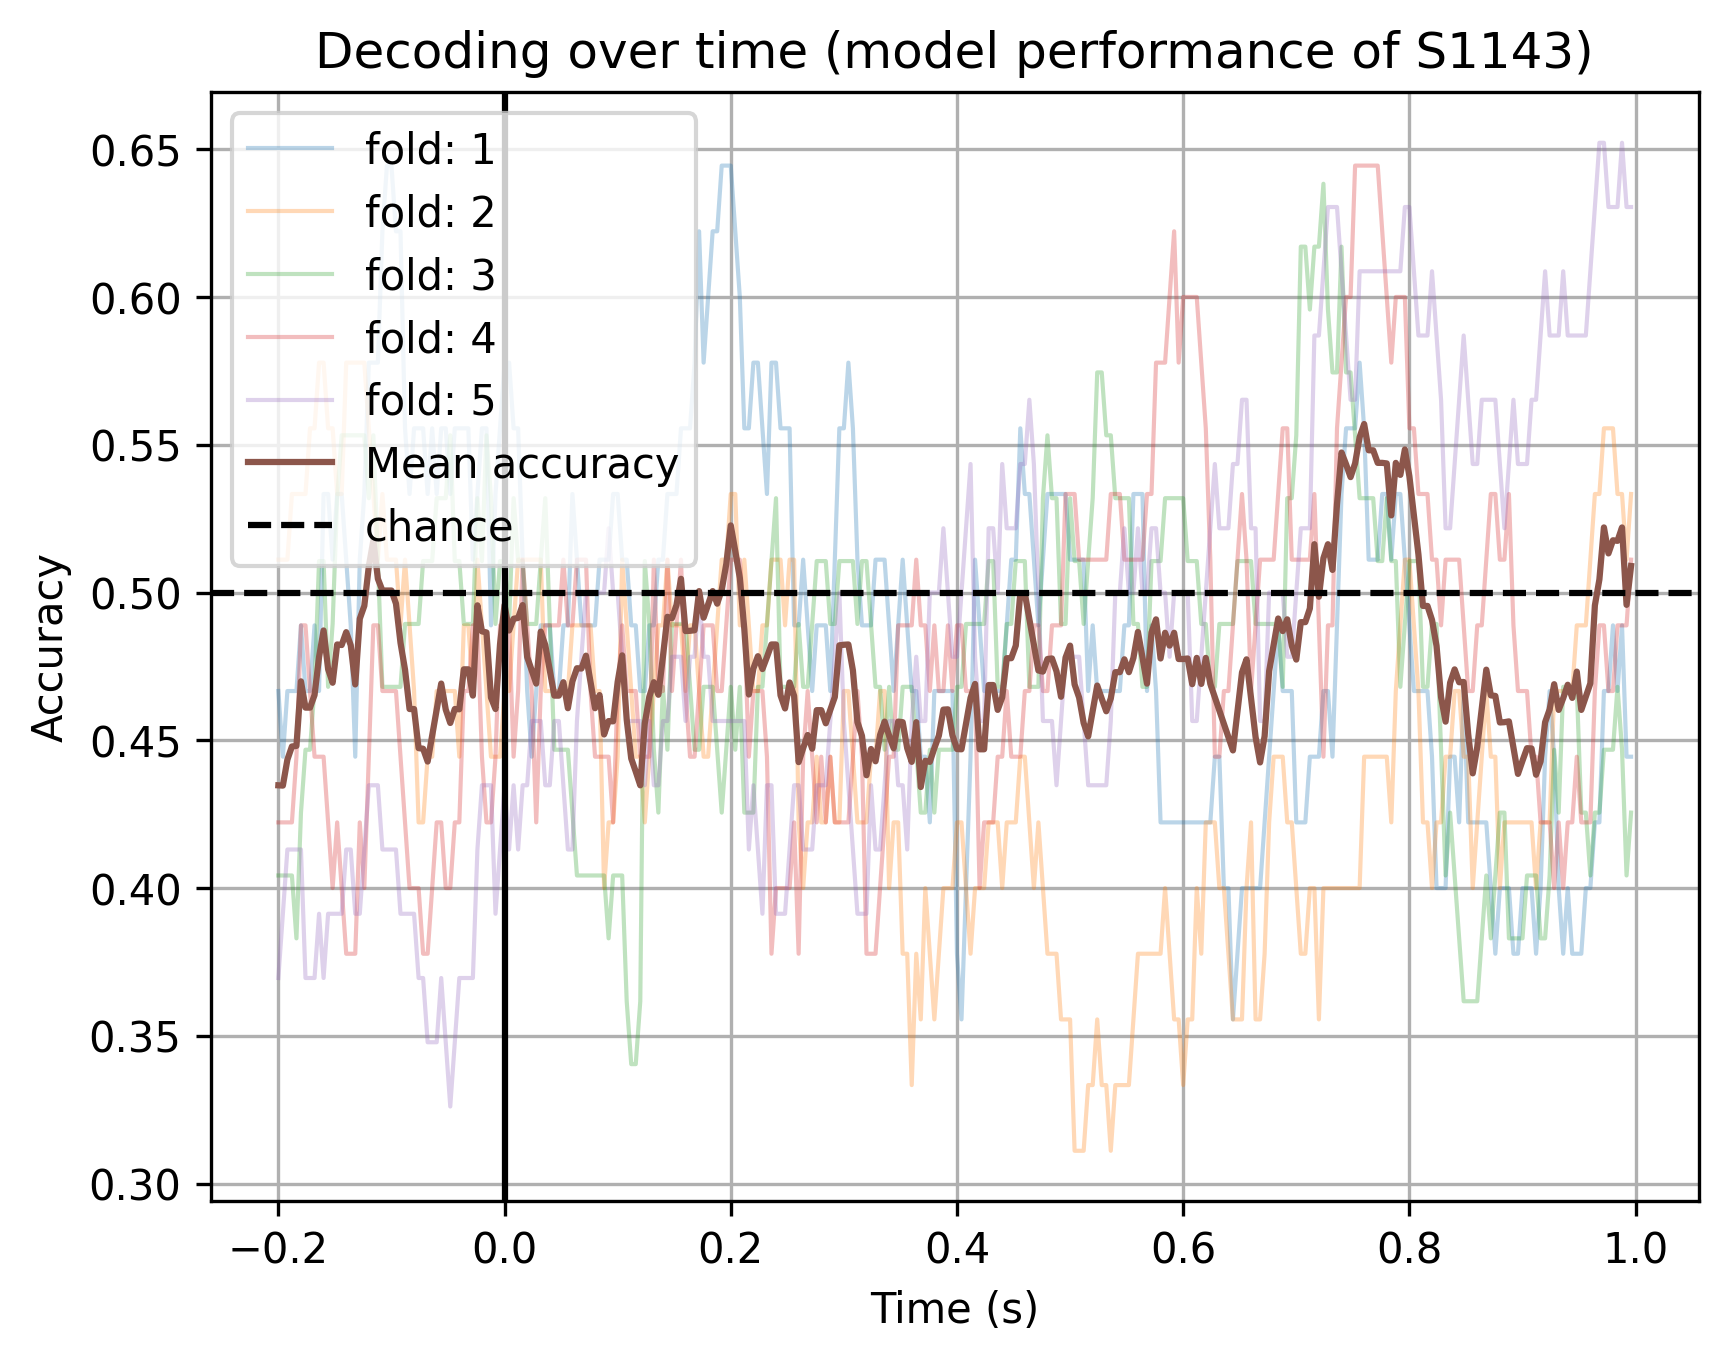 Decoding over time (model performance of S1143)
Accuracy
0.65
0.60
0.55
0.50
0.45
0.40
0.35
0.30
fold: 1
fold: 2
fold: 3
fold: 4
fold: 5
Mean accuracy
chance
−0.2 0.0 0.2 0.4 0.6 0.8 1.0
Time (s)